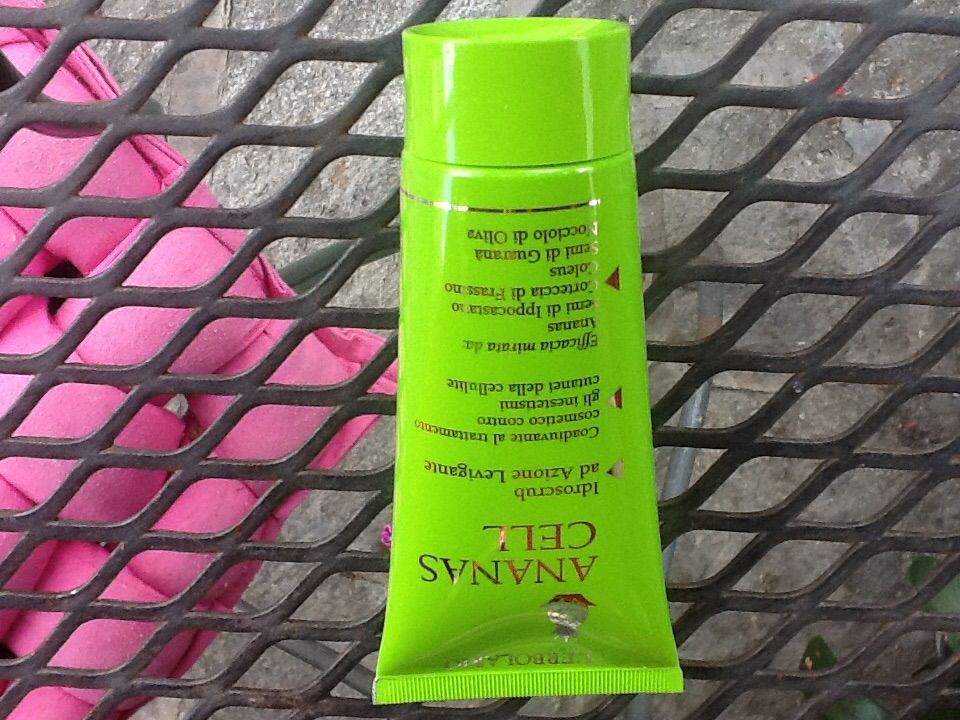 L'ERBOLARIO
ANANAS
CELL
Idroscrub
ad Azione Levigante
Coadiuvante al trattamento
cosmetico contro
gli inestetismi
cutanei della cellulite
Efficacia mirata da:
Ananas
Semi di Ippocastano
Corteccia di Frassino
Coleus
Semi di Guaranà
Nocciolo di Oliva